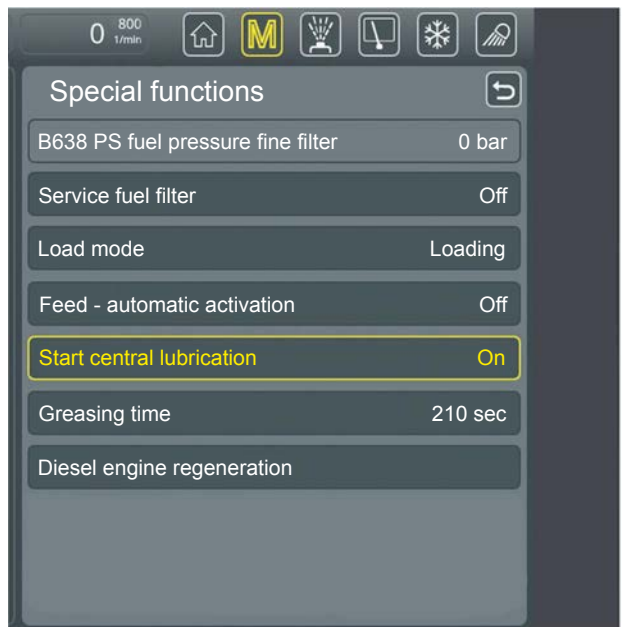 0 800 1/min
M
Special functions
B638 PS fuel pressure fine filter 0 bar
Service fuel filter Off
Load mode Loading
Feed - automatic activation Off
Start central lubrication On
Greasing time 210 sec
Diesel engine regeneration